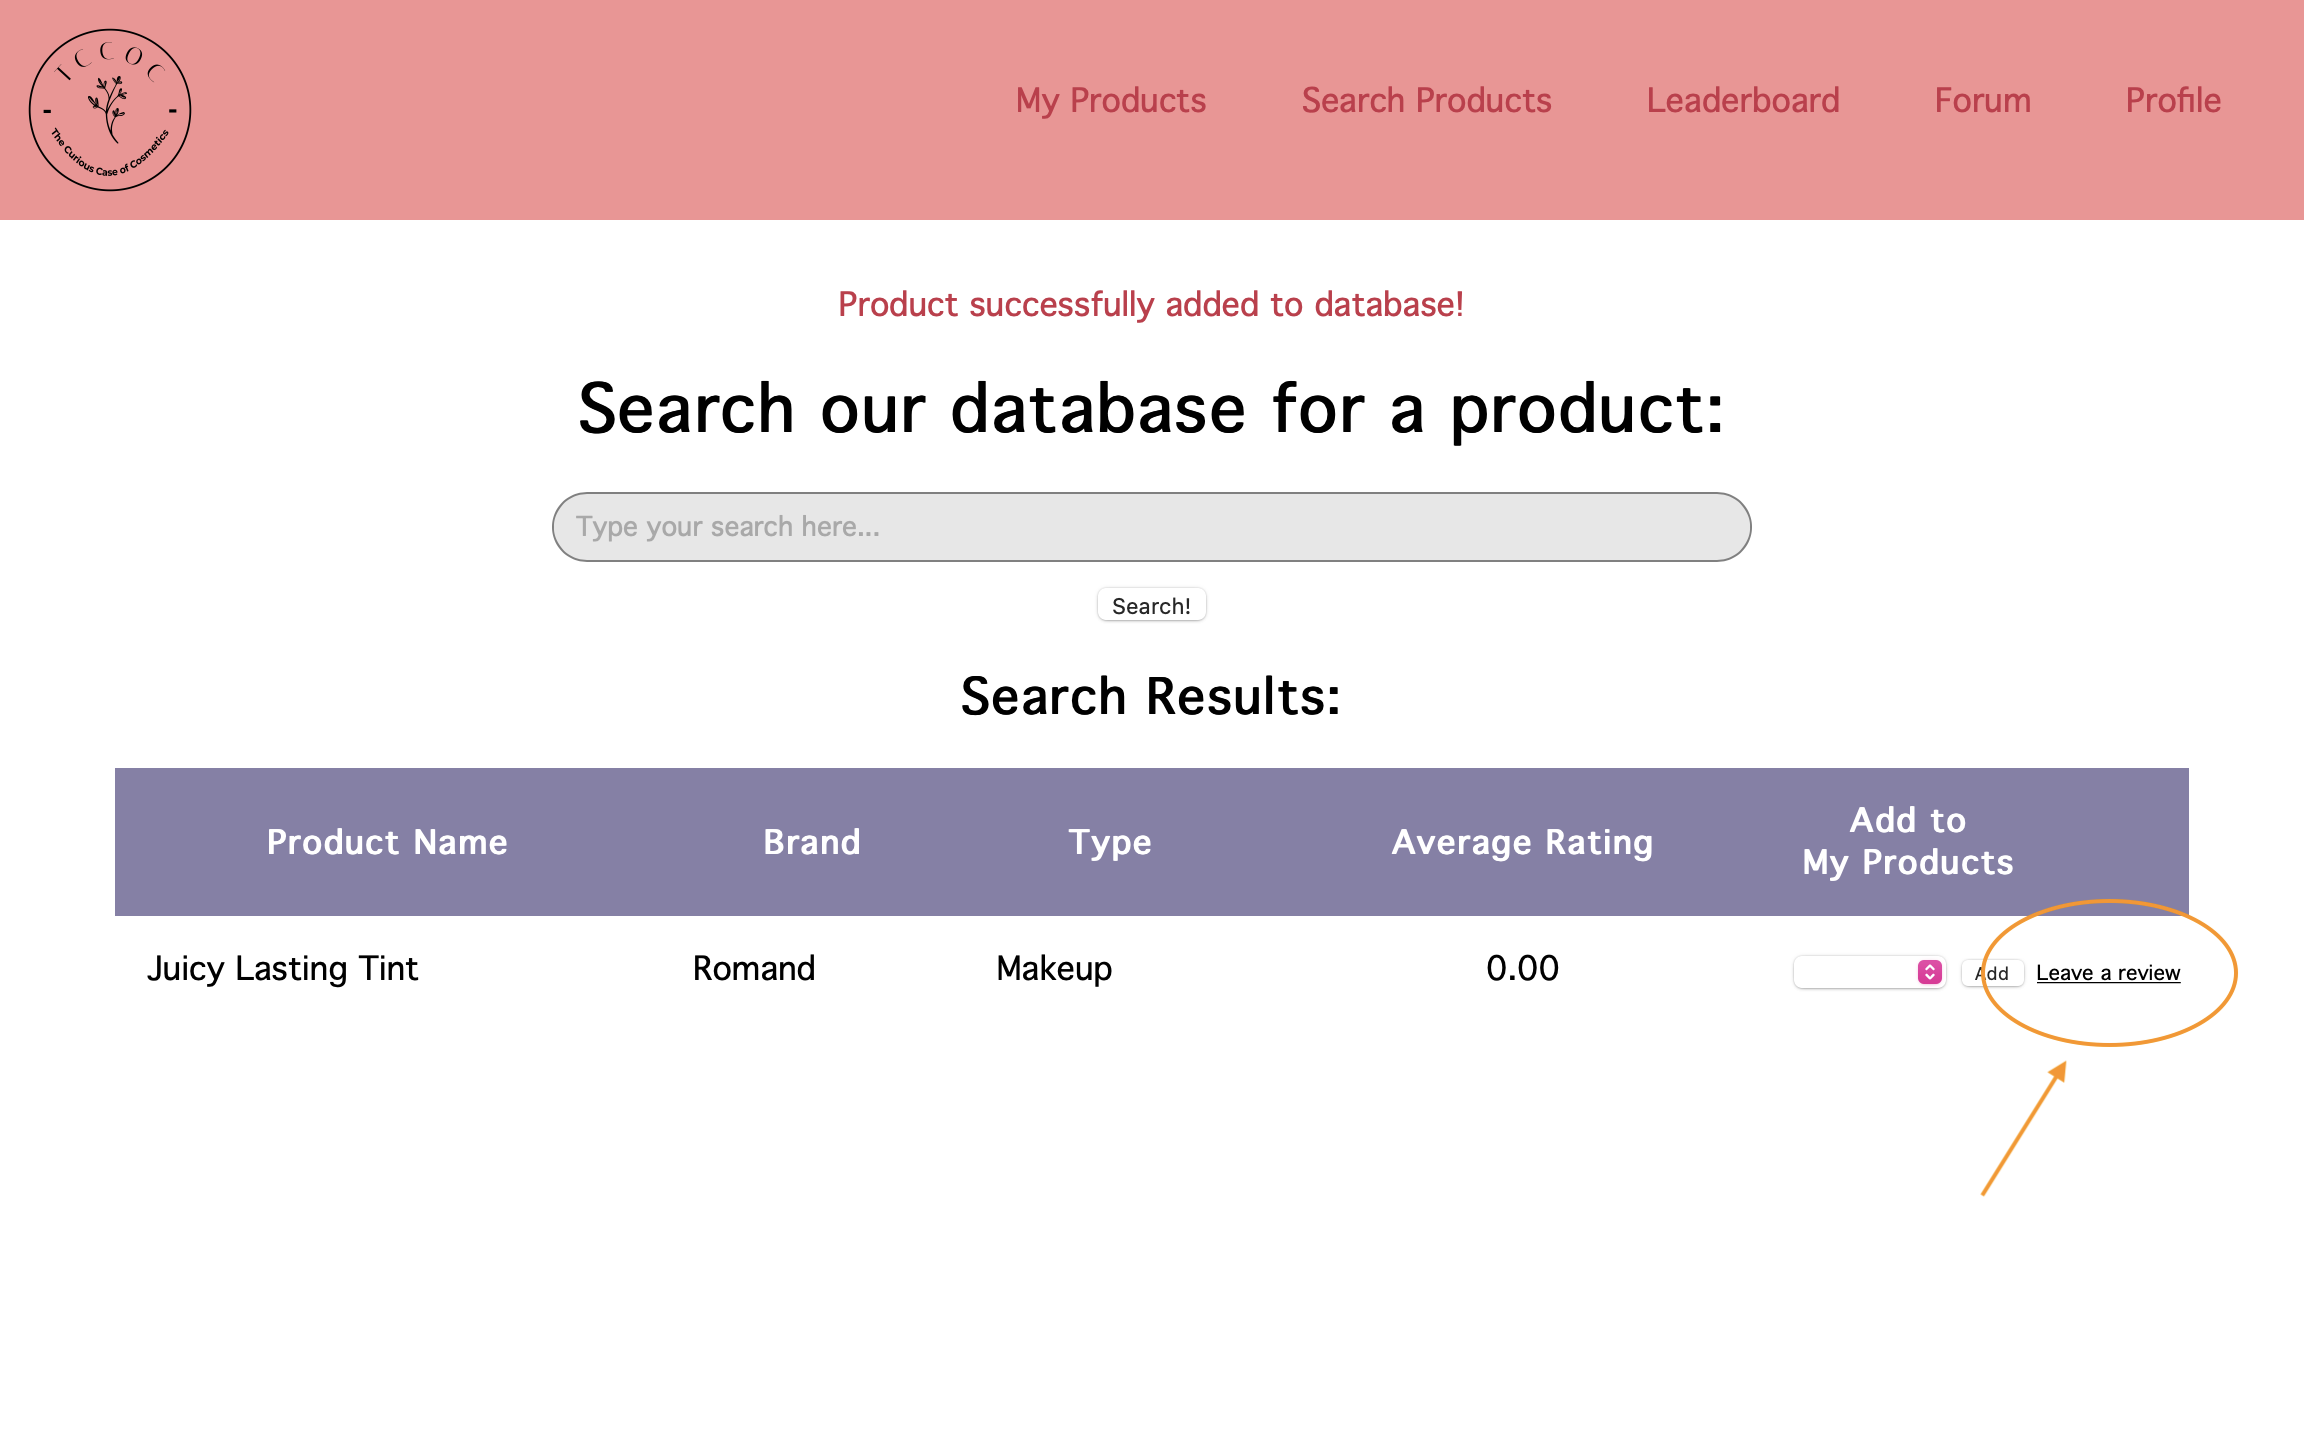 TCCOC
- -
The Curious Case of Cosmetics
My Products Search Products Leaderboard Forum Profile
Product successfully added to database!
Search our database for a product:
Type your search here...
Search!
Search Results:
Product Name Brand Type Average Rating Add to
My Products
Juicy Lasting Tint Romand Makeup 0.00 Add Leave a review